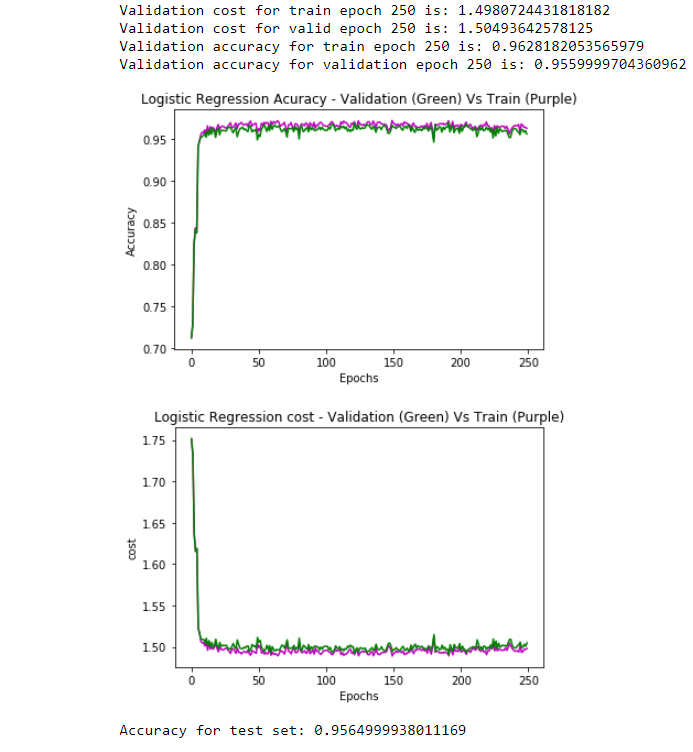 Validation cost for train epoch 250 is: 1.4980724431818182
Validation cost for valid epoch 250 is: 1.50493642578125
Validation accuracy for train epoch 250 is: 0.9628182053565979
Validation accuracy for validation epoch 250 is: 0.9559999704360962
Logistic Regression Acuracy - Validation (Green) Vs Train (Purple)
0.95
0.90
0.85
0.80
0.75
0.70
Accuracy
0 50 100 150 200 250
Epochs
Logistic Regression cost - Validation (Green) Vs Train (Purple)
1.75
1.70
1.65
1.60
1.55
1.50
cost
0 50 100 150 200 250
Epochs
Accuracy for test set: 0.9564999938011169